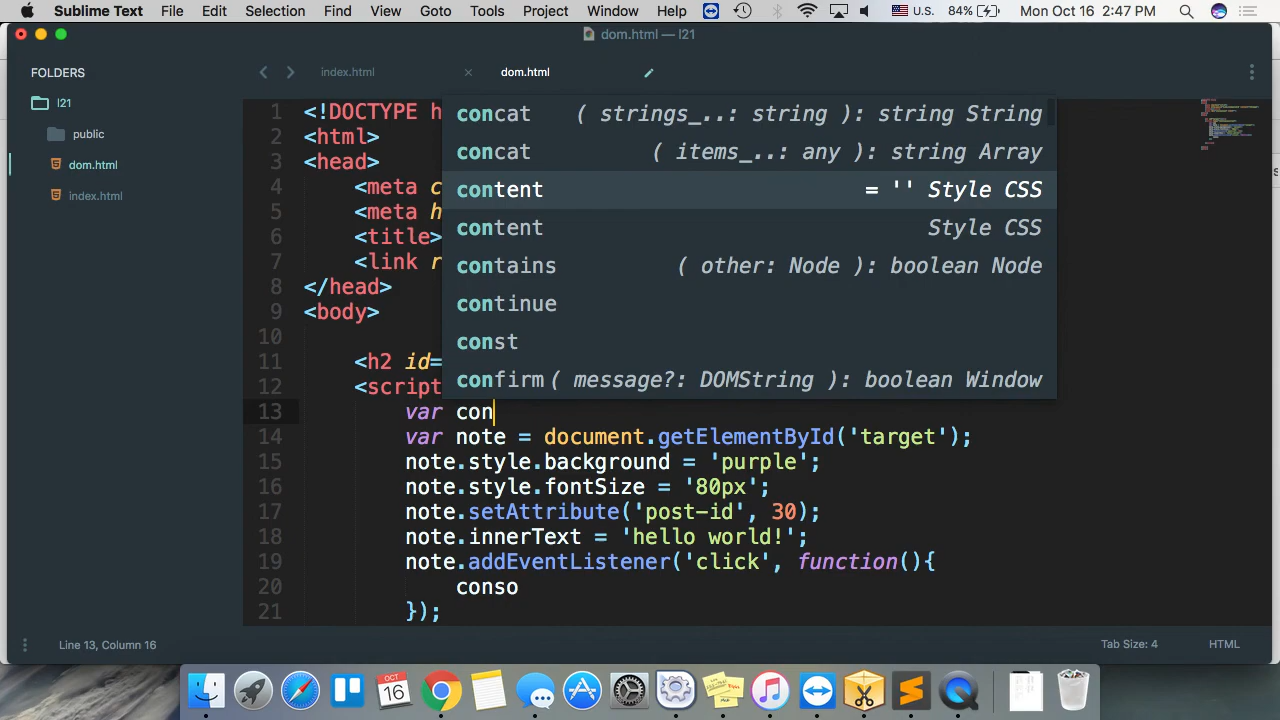 Sublime Text File Edit Selection Find View Goto Tools Project Window Help U.S. 84% Mon Oct 16 2:47 PM
dom.html — l21
FOLDERS
l21
public
dom.html
index.html
index.html × dom.html
1 <!DOCTYPE h
2 <html>
3 <head>
4 <meta c
5 <meta h
6 <title>
7 <link r
8 </head>
9 <body>
10
11 <h2 id=
12 <script
concat ( strings_..: string ): string String
concat ( items_..: any ): string Array
content = '' Style CSS
content Style CSS
contains ( other: Node ): boolean Node
continue
const
confirm ( message?: DOMString ): boolean Window
13 var con
14 var note = document.getElementById('target');
15 note.style.background = 'purple';
16 note.style.fontSize = '80px';
17 note.setAttribute('post-id', 30);
18 note.innerText = 'hello world!';
19 note.addEventListener('click', function(){
20 conso
21 });
Line 13, Column 16 Tab Size: 4 HTML
OCT
16